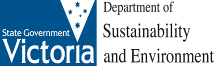 State Government
Victoria
Department of
Sustainability
and Environment